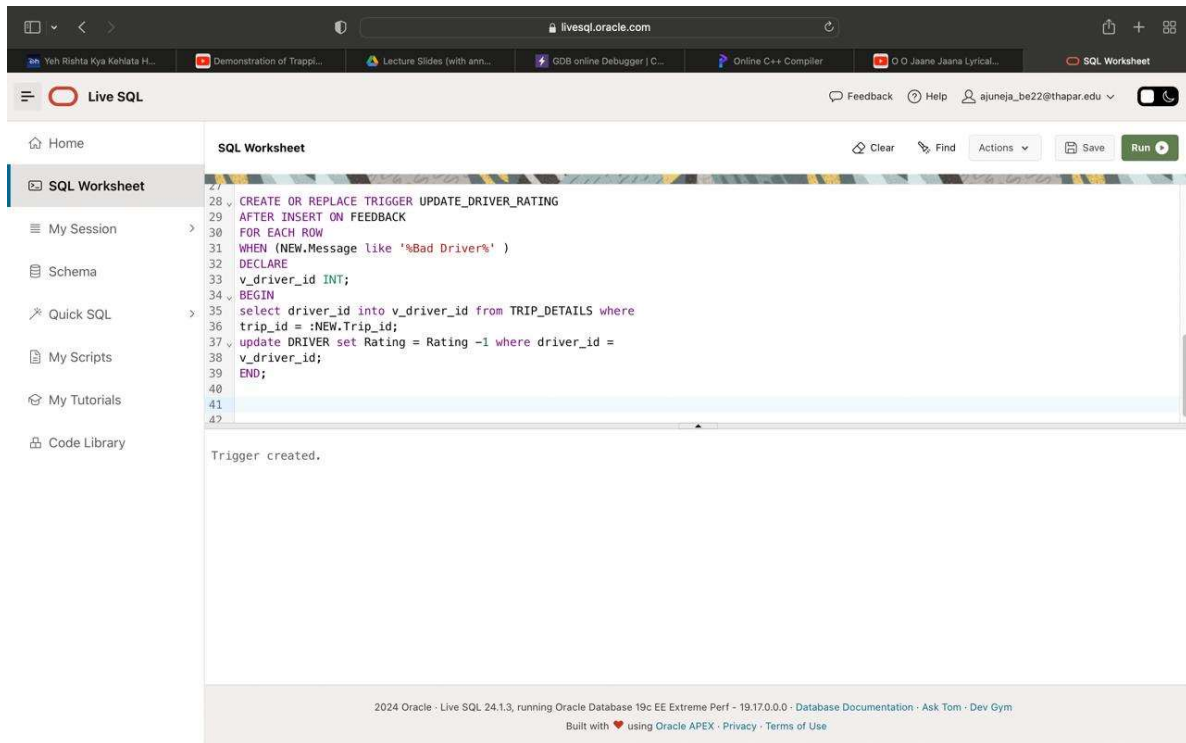 livesql.oracle.com
Yeh Rishta Kya Kehlata H...
Demonstration of Trappi...
Lecture Slides (with ann...
GDB online Debugger | C...
Online C++ Compiler
O O Jaane Jaana Lyrical...
SQL Worksheet
Live SQL
Feedback
Help
ajuneja_be22@thapar.edu
Home
SQL Worksheet
My Session
Schema
Quick SQL
My Scripts
My Tutorials
Code Library
SQL Worksheet
Clear
Find
Actions
Save
Run
27
28 CREATE OR REPLACE TRIGGER UPDATE_DRIVER_RATING
29 AFTER INSERT ON FEEDBACK
30 FOR EACH ROW
31 WHEN (NEW.Message like '%Bad Driver%' )
32 DECLARE
33 v_driver_id INT;
34 BEGIN
35 select driver_id into v_driver_id from TRIP_DETAILS where
36 trip_id = :NEW.Trip_id;
37 update DRIVER set Rating = Rating -1 where driver_id =
38 v_driver_id;
39 END;
40
41
42
Trigger created.
2024 Oracle · Live SQL 24.1.3, running Oracle Database 19c EE Extreme Perf - 19.17.0.0.0 · Database Documentation · Ask Tom · Dev Gym
Built with ❤ using Oracle APEX · Privacy · Terms of Use